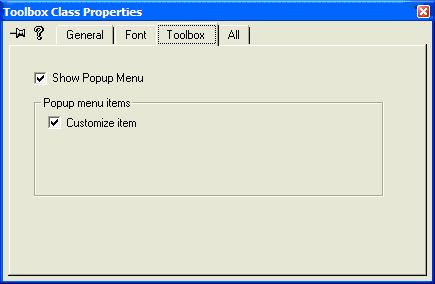 Toolbox Class Properties
? General Font Toolbox All
Show Popup Menu
Popup menu items
Customize item